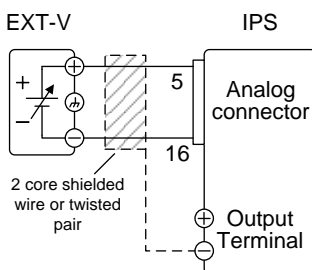 EXT-V
IPS
+
−
5
16
Analog
connector
2 core shielded
wire or twisted
pair
Output
Terminal
+
−